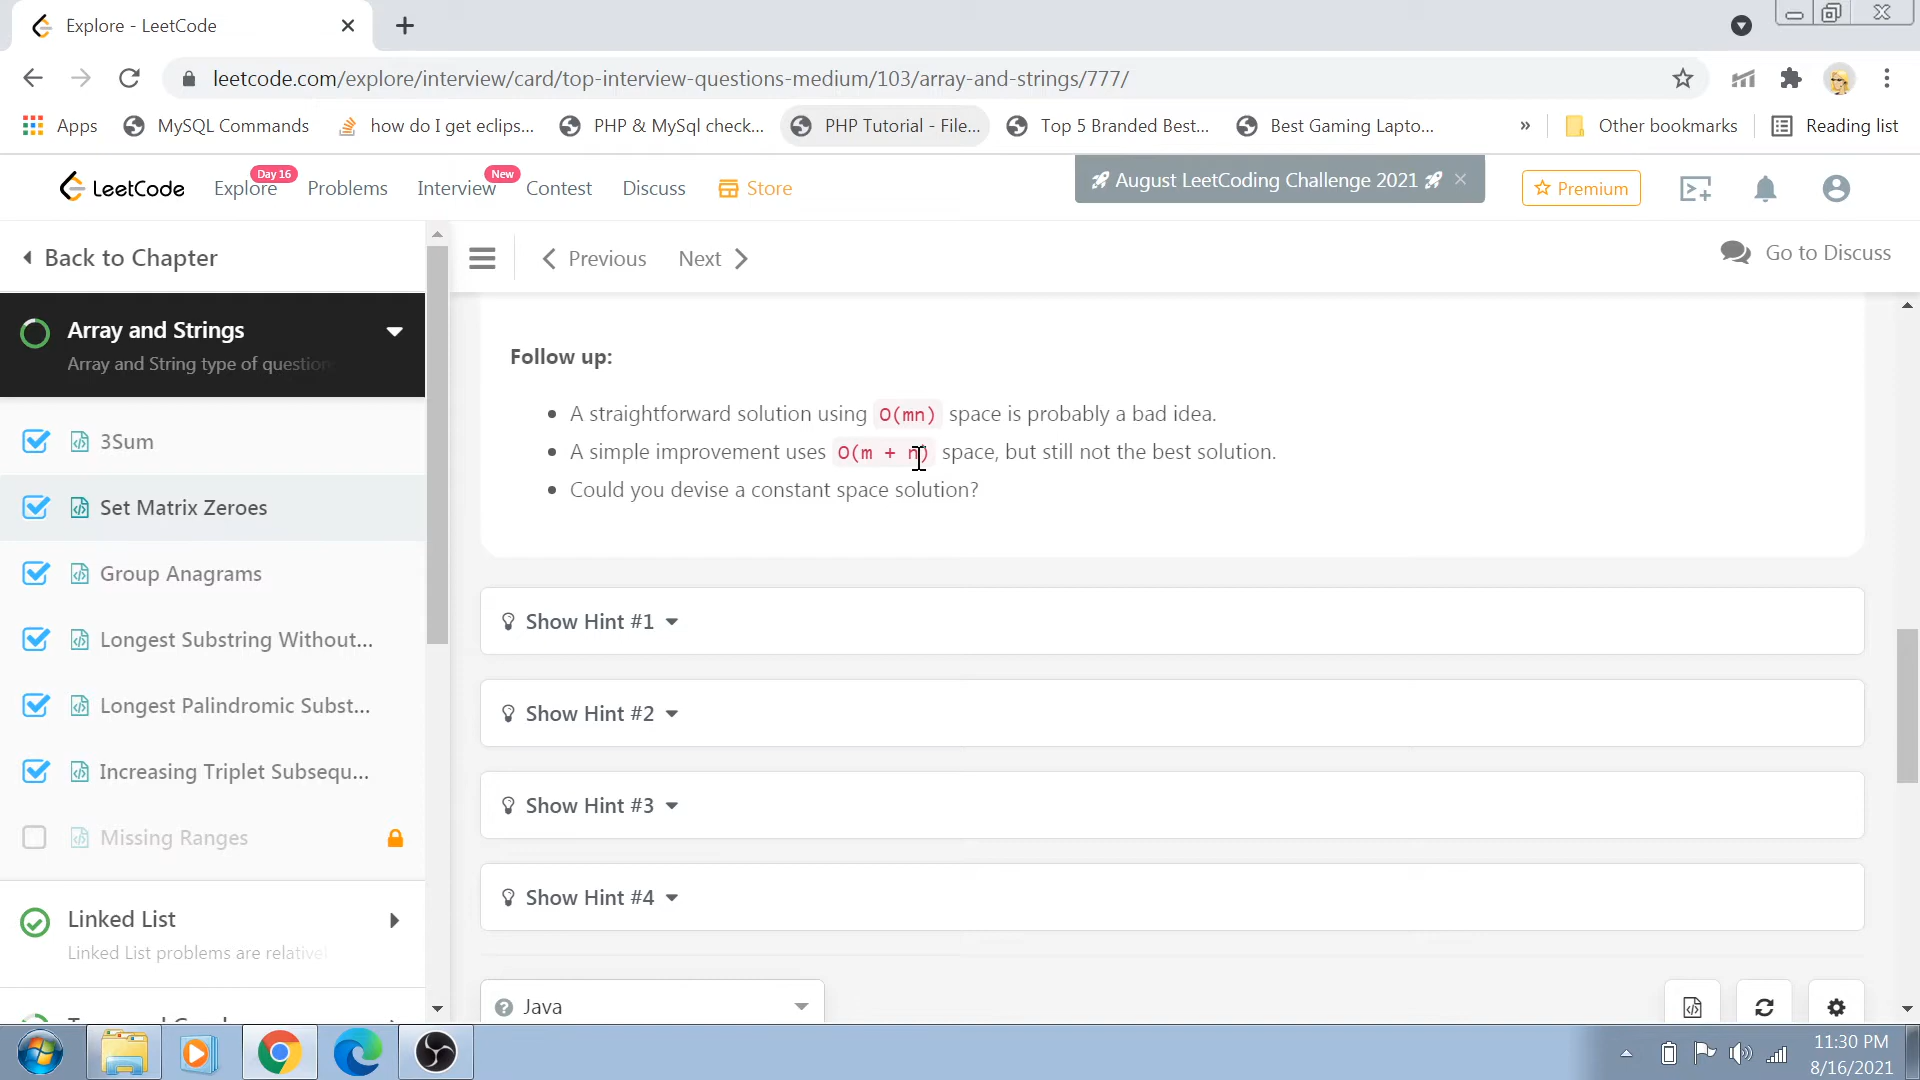 Explore - LeetCode
leetcode.com/explore/interview/card/top-interview-questions-medium/103/array-and-strings/777/
Apps MySQL Commands how do I get eclips... PHP & MySql check... PHP Tutorial - File... Top 5 Branded Best... Best Gaming Lapto... » Other bookmarks Reading list
LeetCode Explore Day 16 Problems Interview New Contest Discuss Store August LeetCoding Challenge 2021 Premium
Back to Chapter
Previous Next Go to Discuss
Array and Strings
Array and String type of question
3Sum
Set Matrix Zeroes
Group Anagrams
Longest Substring Without...
Longest Palindromic Subst...
Increasing Triplet Subsequ...
Missing Ranges
Linked List
Linked List problems are relativel
Follow up:
A straightforward solution using O(mn) space is probably a bad idea.
A simple improvement uses O(m + n) space, but still not the best solution.
Could you devise a constant space solution?
Show Hint #1
Show Hint #2
Show Hint #3
Show Hint #4
Java
11:30 PM
8/16/2021